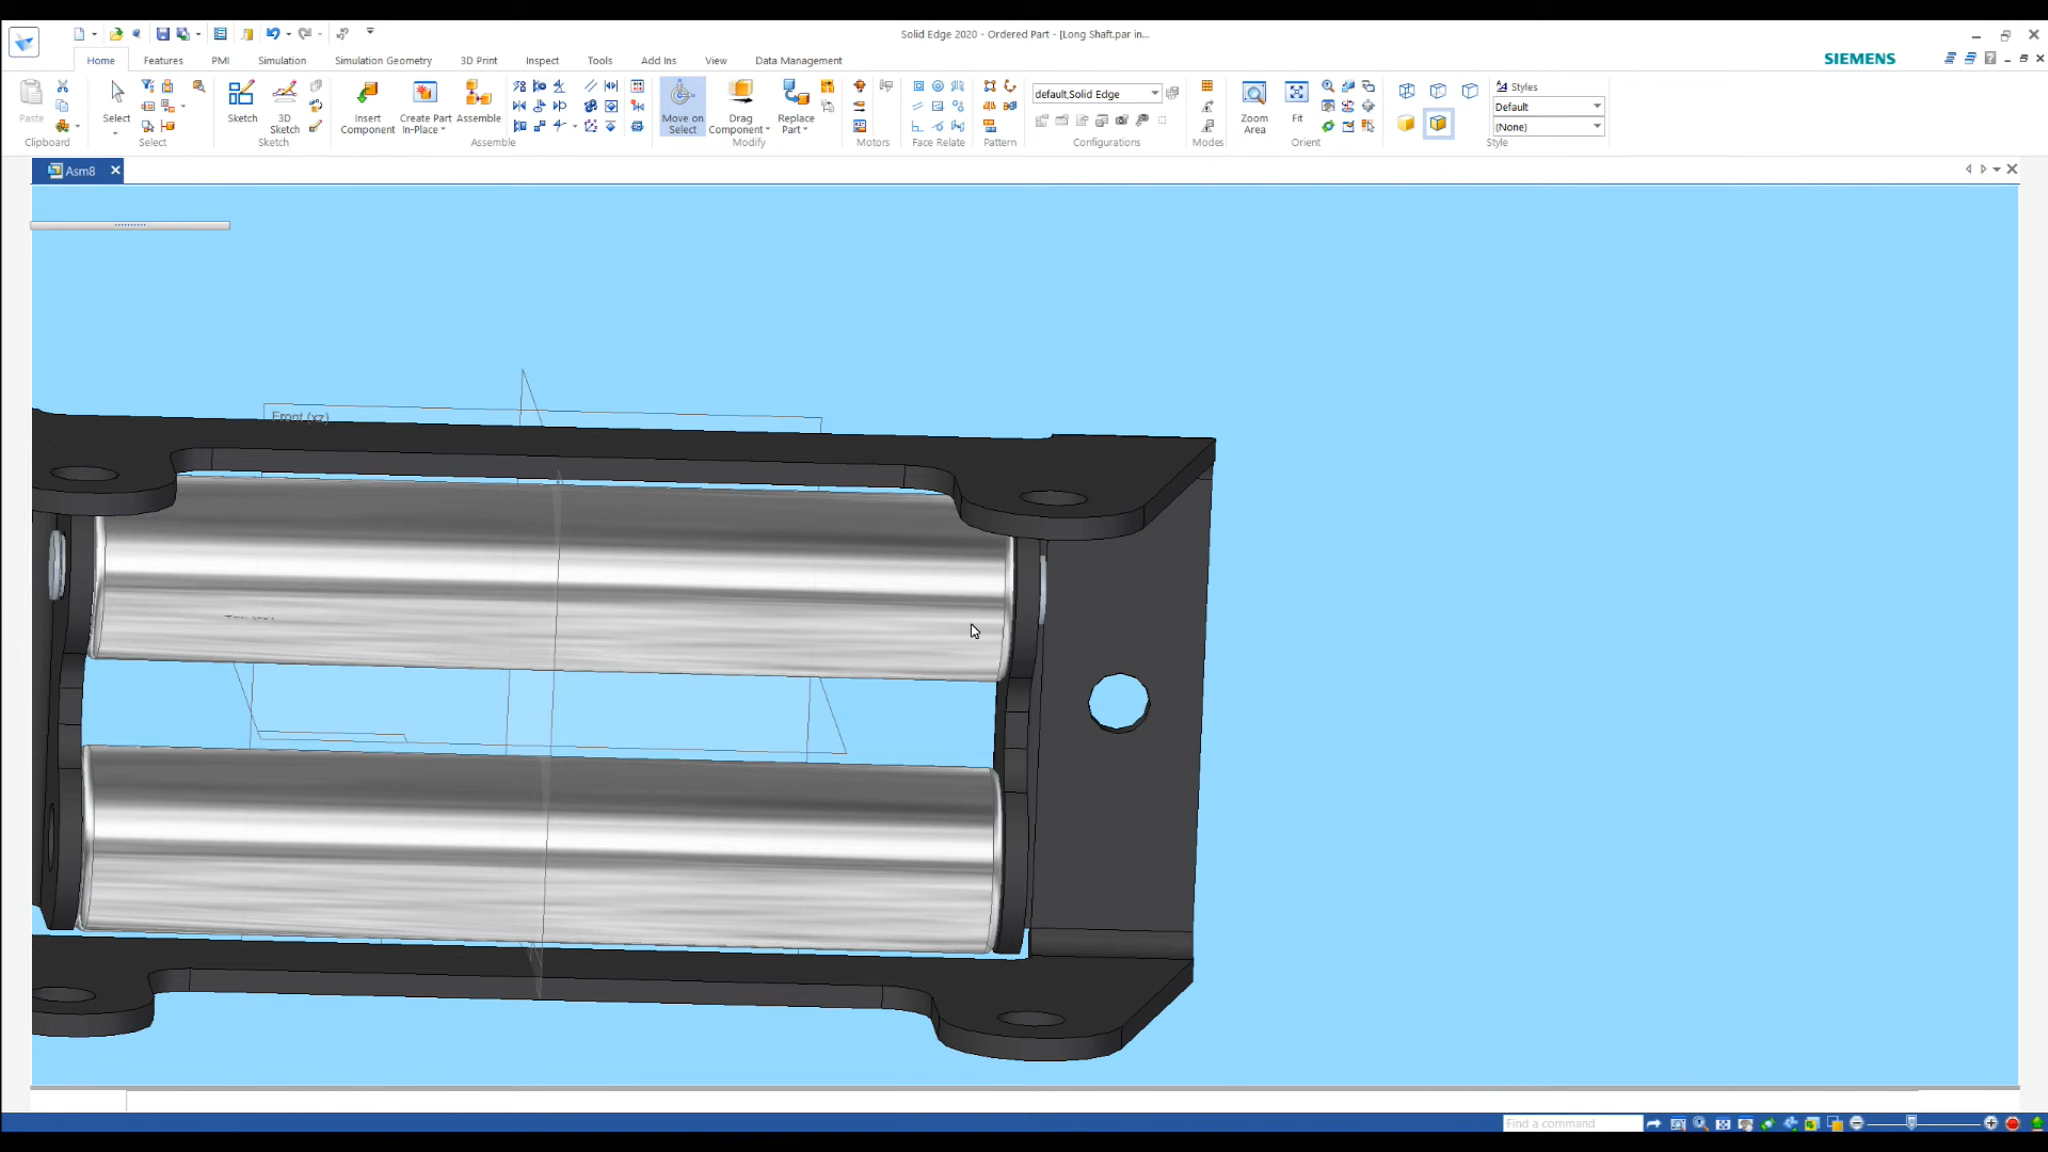 Solid Edge 2020 - Ordered Part - [Long Shaft.par in...
Home
Features
PMI
Simulation
Simulation Geometry
3D Print
Inspect
Tools
Add Ins
View
Data Management
SIEMENS
Paste
Select
Sketch
3D
Sketch
Insert
Component
Create Part
In-Place
Assemble
Move on
Select
Drag
Component
Replace
Part
default,Solid Edge
Zoom
Area
Fit
Styles
Default
(None)
Clipboard
Select
Sketch
Assemble
Modify
Motors
Face Relate
Pattern
Configurations
Modes
Orient
Style
Asm8
Front (xz)
Find a command